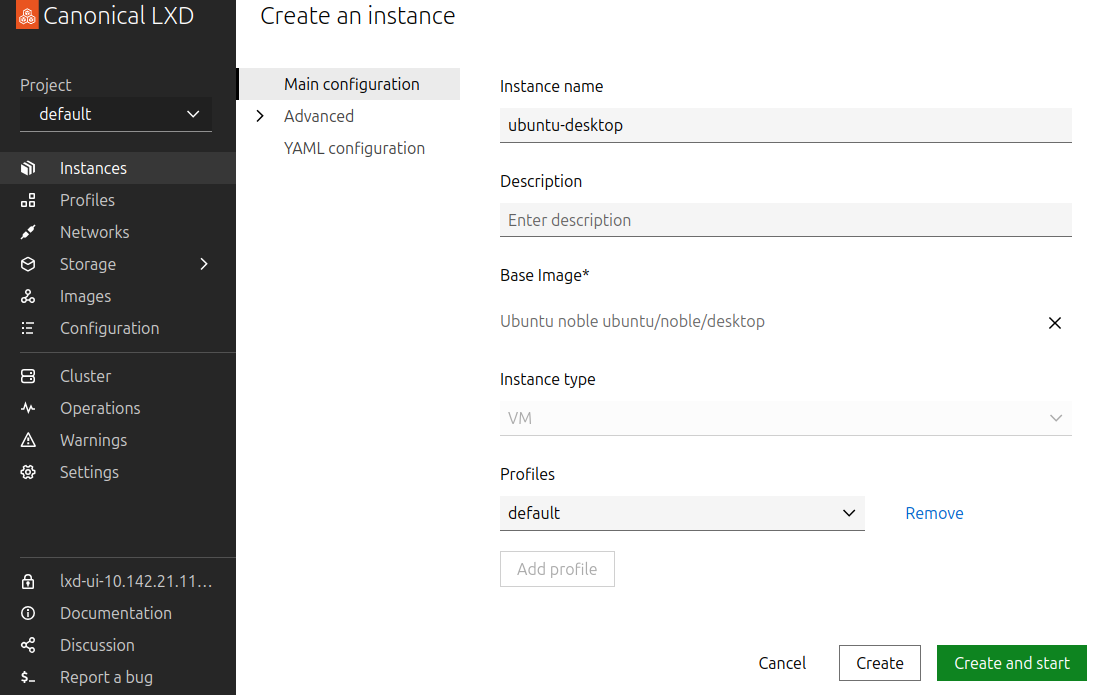 Canonical LXD
Project
default
Instances
Profiles
Networks
Storage
Images
Configuration
Cluster
Operations
Warnings
Settings
lxd-ui-10.142.21.11...
Documentation
Discussion
Report a bug
Create an instance
Main configuration
Advanced
YAML configuration
Instance name
ubuntu-desktop
Description
Enter description
Base Image*
Ubuntu noble ubuntu/noble/desktop
Instance type
VM
Profiles
default
Remove
Add profile
Cancel
Create
Create and start